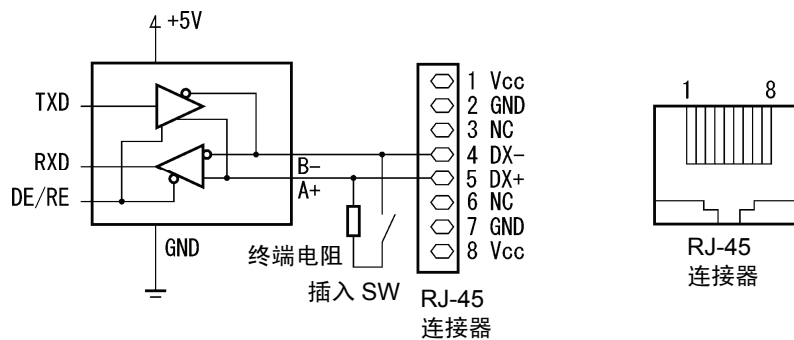 +5V
TXD
RXD
DE/RE
B-
A+
GND
终端电阻
插入 SW
1 Vcc
2 GND
3 NC
4 DX-
5 DX+
6 NC
7 GND
8 Vcc
RJ-45
连接器
1 8
RJ-45
连接器